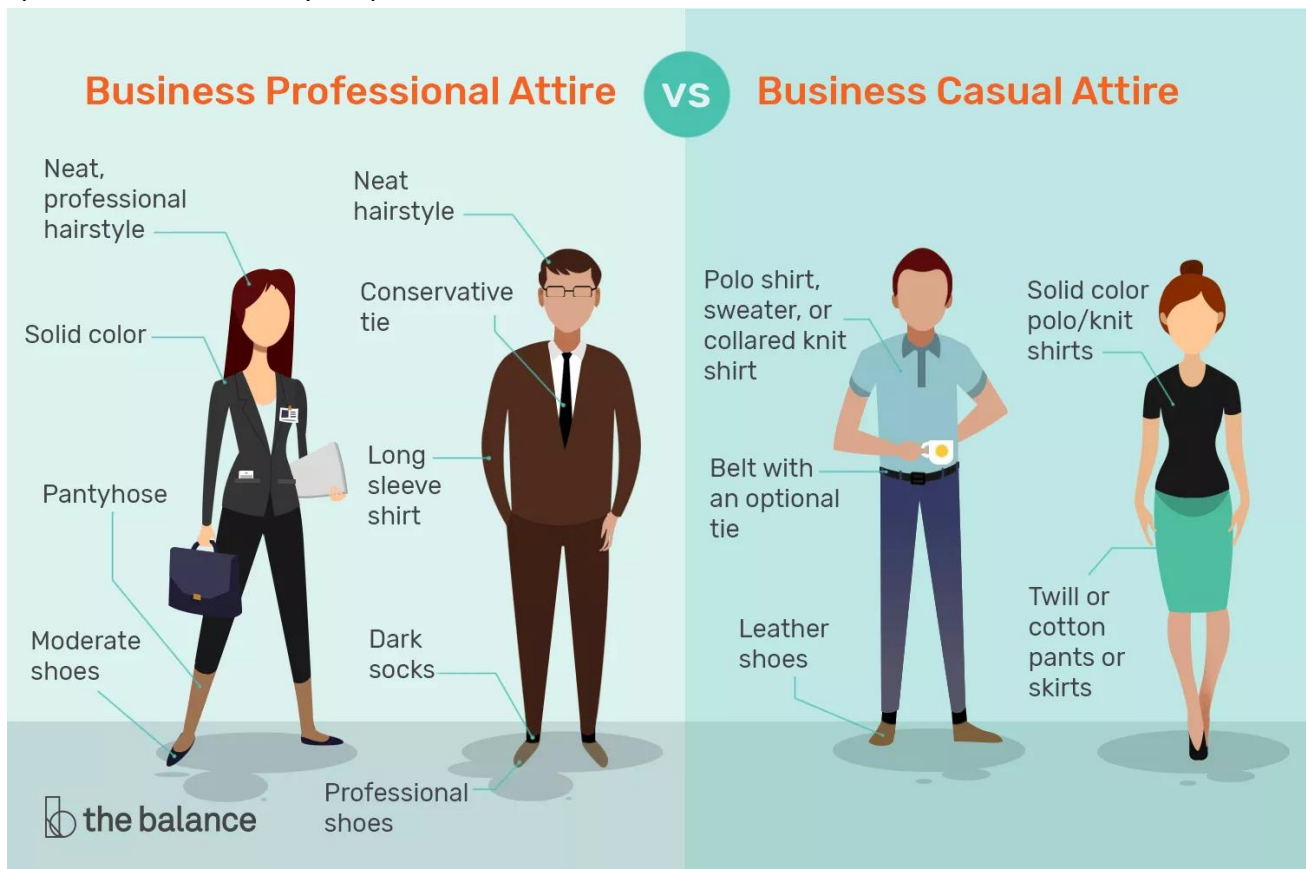 Business Professional Attire
VS
Business Casual Attire
Neat,
professional
hairstyle
Solid color
Pantyhose
Moderate
shoes
Neat
hairstyle
Conservative
tie
Long
sleeve
shirt
Dark
socks
Professional
shoes
Polo shirt,
sweater, or
collared knit
shirt
Belt with
an optional
tie
Leather
shoes
Solid color
polo/knit
shirts
Twill or
cotton
pants or
skirts
the balance